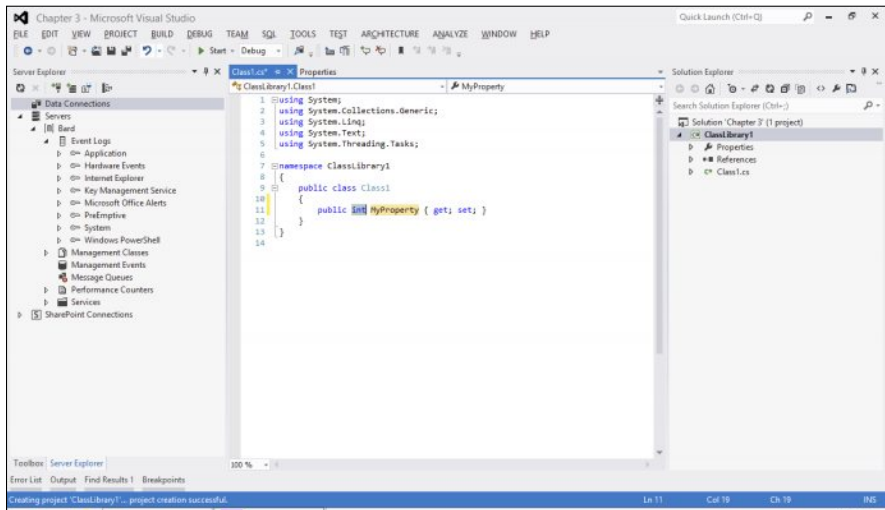 Chapter 3 - Microsoft Visual Studio
Quick Launch (Ctrl+Q)
FILE EDIT VIEW PROJECT BUILD DEBUG TEAM SQL TOOLS TEST ARCHITECTURE ANALYZE WINDOW HELP
Start Debug
Server Explorer
Data Connections
Servers
Bard
Event Logs
Application
Hardware Events
Internet Explorer
Key Management Service
Microsoft Office Alerts
PreEmptive
System
Windows PowerShell
Management Classes
Management Events
Message Queues
Performance Counters
Services
SharePoint Connections
Toolbox Server Explorer
Class1.cs* Properties
ClassLibrary1.Class1 MyProperty
1 using System;
2 using System.Collections.Generic;
3 using System.Linq;
4 using System.Text;
5 using System.Threading.Tasks;
6
7 namespace ClassLibrary1
8 {
9 public class Class1
10 {
11 public int MyProperty { get; set; }
12 }
13 }
14
100 %
Solution Explorer
Search Solution Explorer (Ctrl+;)
Solution 'Chapter 3' (1 project)
ClassLibrary1
Properties
References
Class1.cs
Error List Output Find Results 1 Breakpoints
Creating project 'ClassLibrary1'... project creation successful.
Ln 11 Col 19 Ch 19 INS